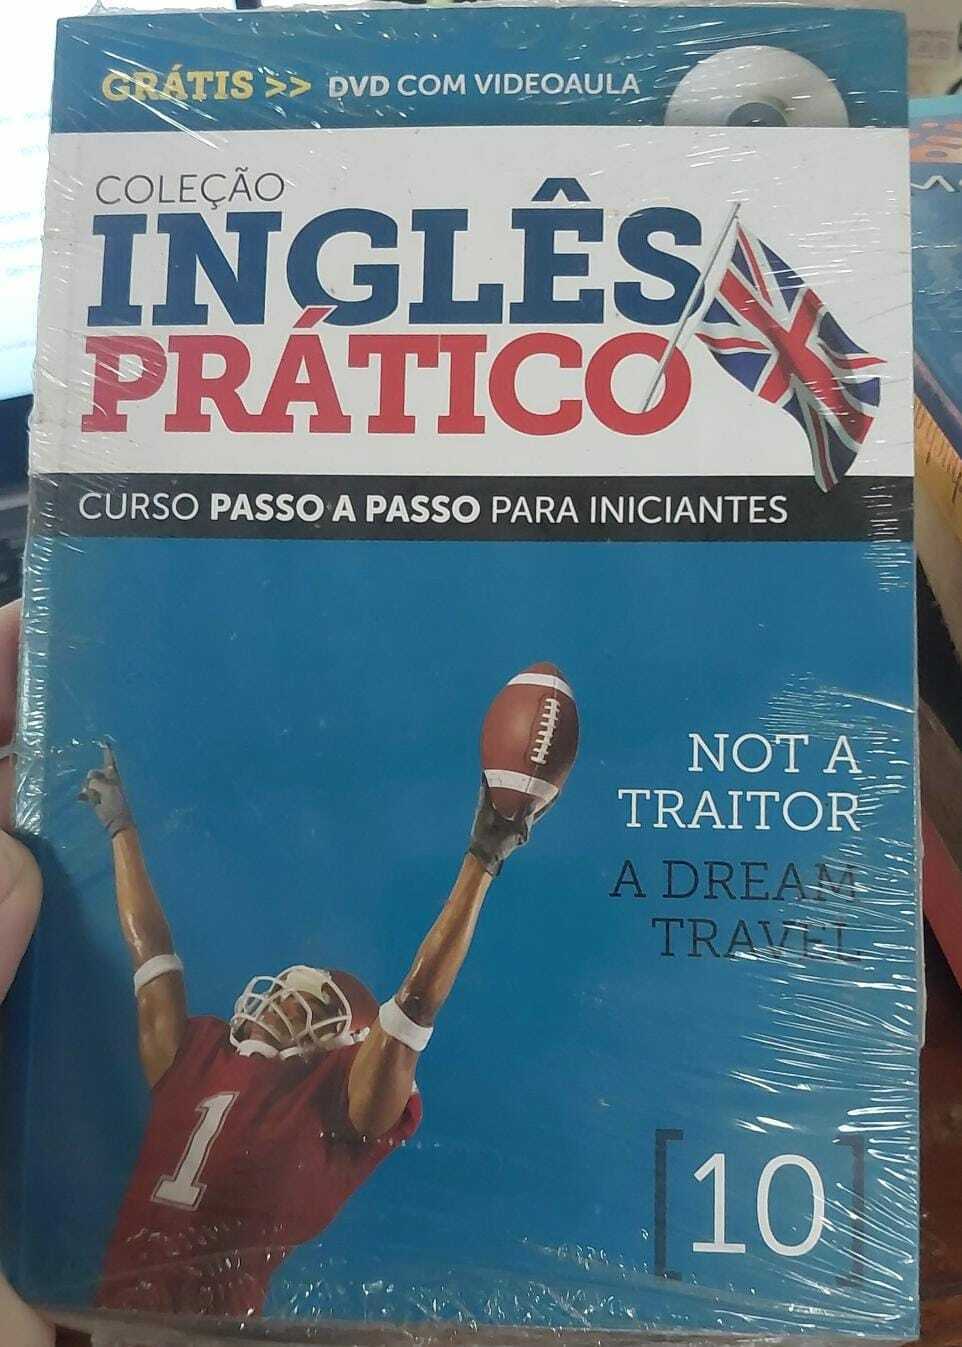 GRÁTIS >> DVD COM VIDEOAULA
COLEÇÃO
INGLÊS
PRÁTICO
CURSO PASSO A PASSO PARA INICIANTES
NOT A
TRAITOR
A DREAM
TRAVEL
1
[10]